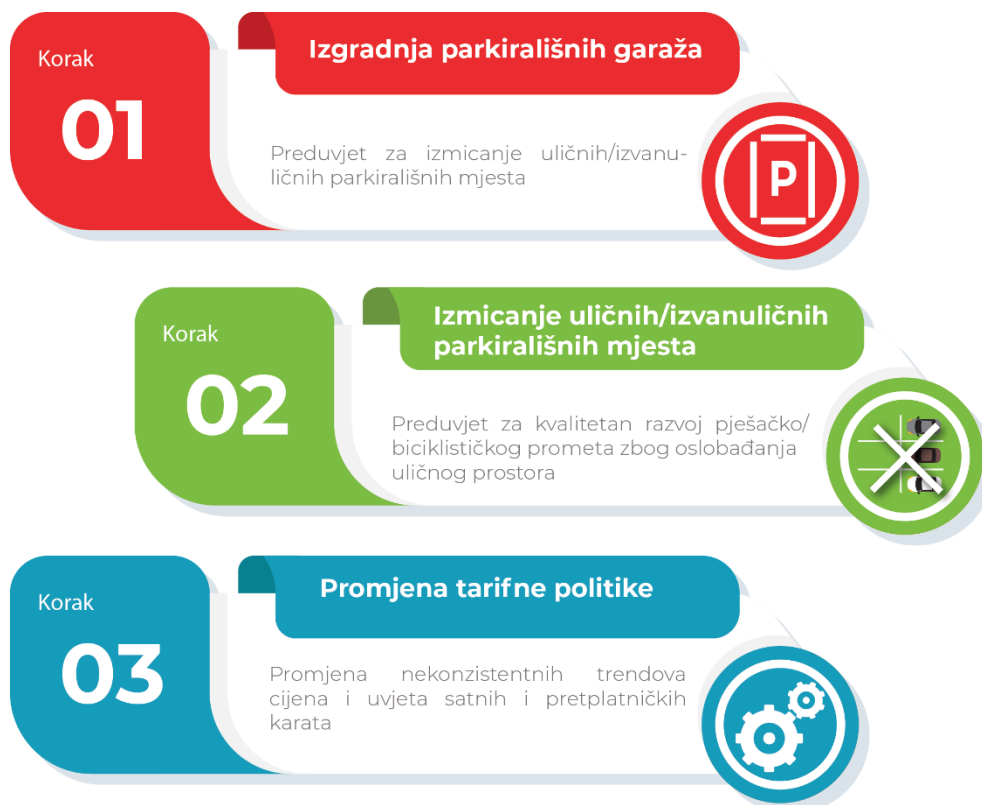 Korak
01
Izgradnja parkirališnih garaža
Preduvjet za izmicanje uličnih/izvanu-
ličnih parkirališnih mjesta
P
Korak
02
Izmicanje uličnih/izvanuličnih
parkirališnih mjesta
Preduvjet za kvalitetan razvoj pješačko/
biciklističkog prometa zbog oslobađanja
uličnog prostora
Korak
03
Promjena tarifne politike
Promjena nekonzistentnih trendova
cijena i uvjeta satnih i pretplatničkih
karata